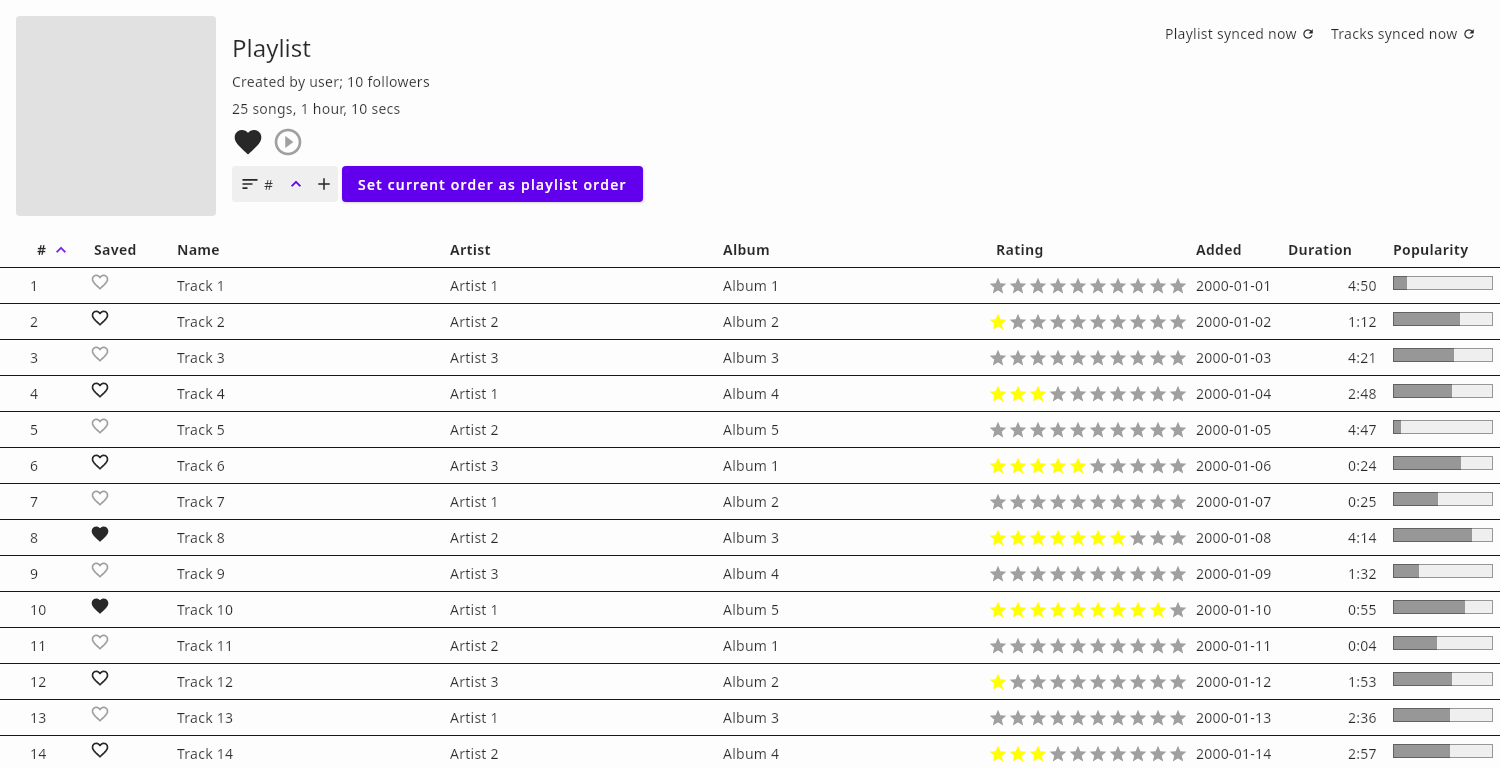 Playlist
Playlist synced now Tracks synced now
Created by user; 10 followers
25 songs, 1 hour, 10 secs
# Set current order as playlist order
# Saved Name Artist Album Rating Added Duration Popularity
1 Track 1 Artist 1 Album 1 2000-01-01 4:50
2 Track 2 Artist 2 Album 2 2000-01-02 1:12
3 Track 3 Artist 3 Album 3 2000-01-03 4:21
4 Track 4 Artist 1 Album 4 2000-01-04 2:48
5 Track 5 Artist 2 Album 5 2000-01-05 4:47
6 Track 6 Artist 3 Album 1 2000-01-06 0:24
7 Track 7 Artist 1 Album 2 2000-01-07 0:25
8 Track 8 Artist 2 Album 3 2000-01-08 4:14
9 Track 9 Artist 3 Album 4 2000-01-09 1:32
10 Track 10 Artist 1 Album 5 2000-01-10 0:55
11 Track 11 Artist 2 Album 1 2000-01-11 0:04
12 Track 12 Artist 3 Album 2 2000-01-12 1:53
13 Track 13 Artist 1 Album 3 2000-01-13 2:36
14 Track 14 Artist 2 Album 4 2000-01-14 2:57